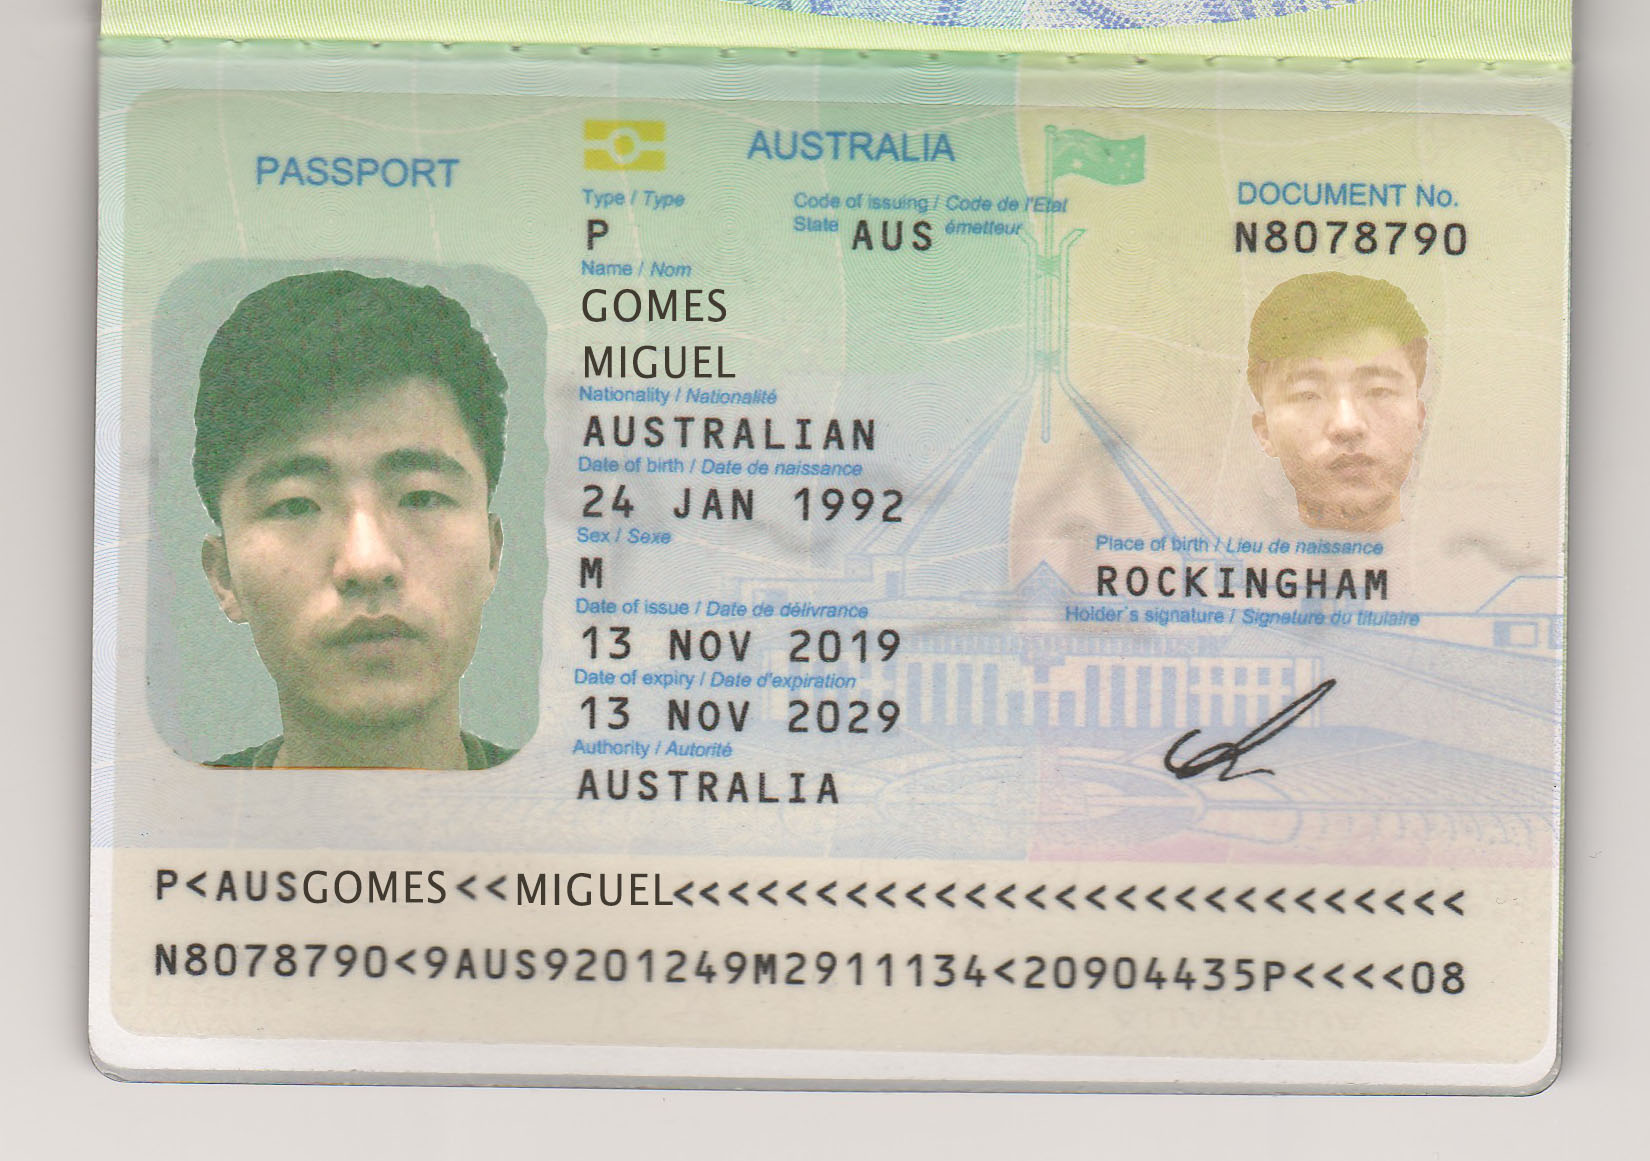 PASSPORT
AUSTRALIA
Type / Type
Code of issuing / Code de l'Etat
State
émetteur
DOCUMENT No.
P
AUS
N8078790
Name / Nom
GOMES
MIGUEL
Nationality / Nationalité
AUSTRALIAN
Date of birth / Date de naissance
24 JAN 1992
Sex / Sexe
M
Place of birth / Lieu de naissance
ROCKINGHAM
Date of issue / Date de délivrance
Holder's signature / Signature du titulaire
13 NOV 2019
Date of expiry / Date d'expiration
13 NOV 2029
Authority / Autorité
AUSTRALIA
P<AUSGOMES<<MIGUEL<<<<<<<<<<<<<<<<<<<<<<<<<<<<
N8078790<9AUS9201249M2911134<20904435P<<<<08